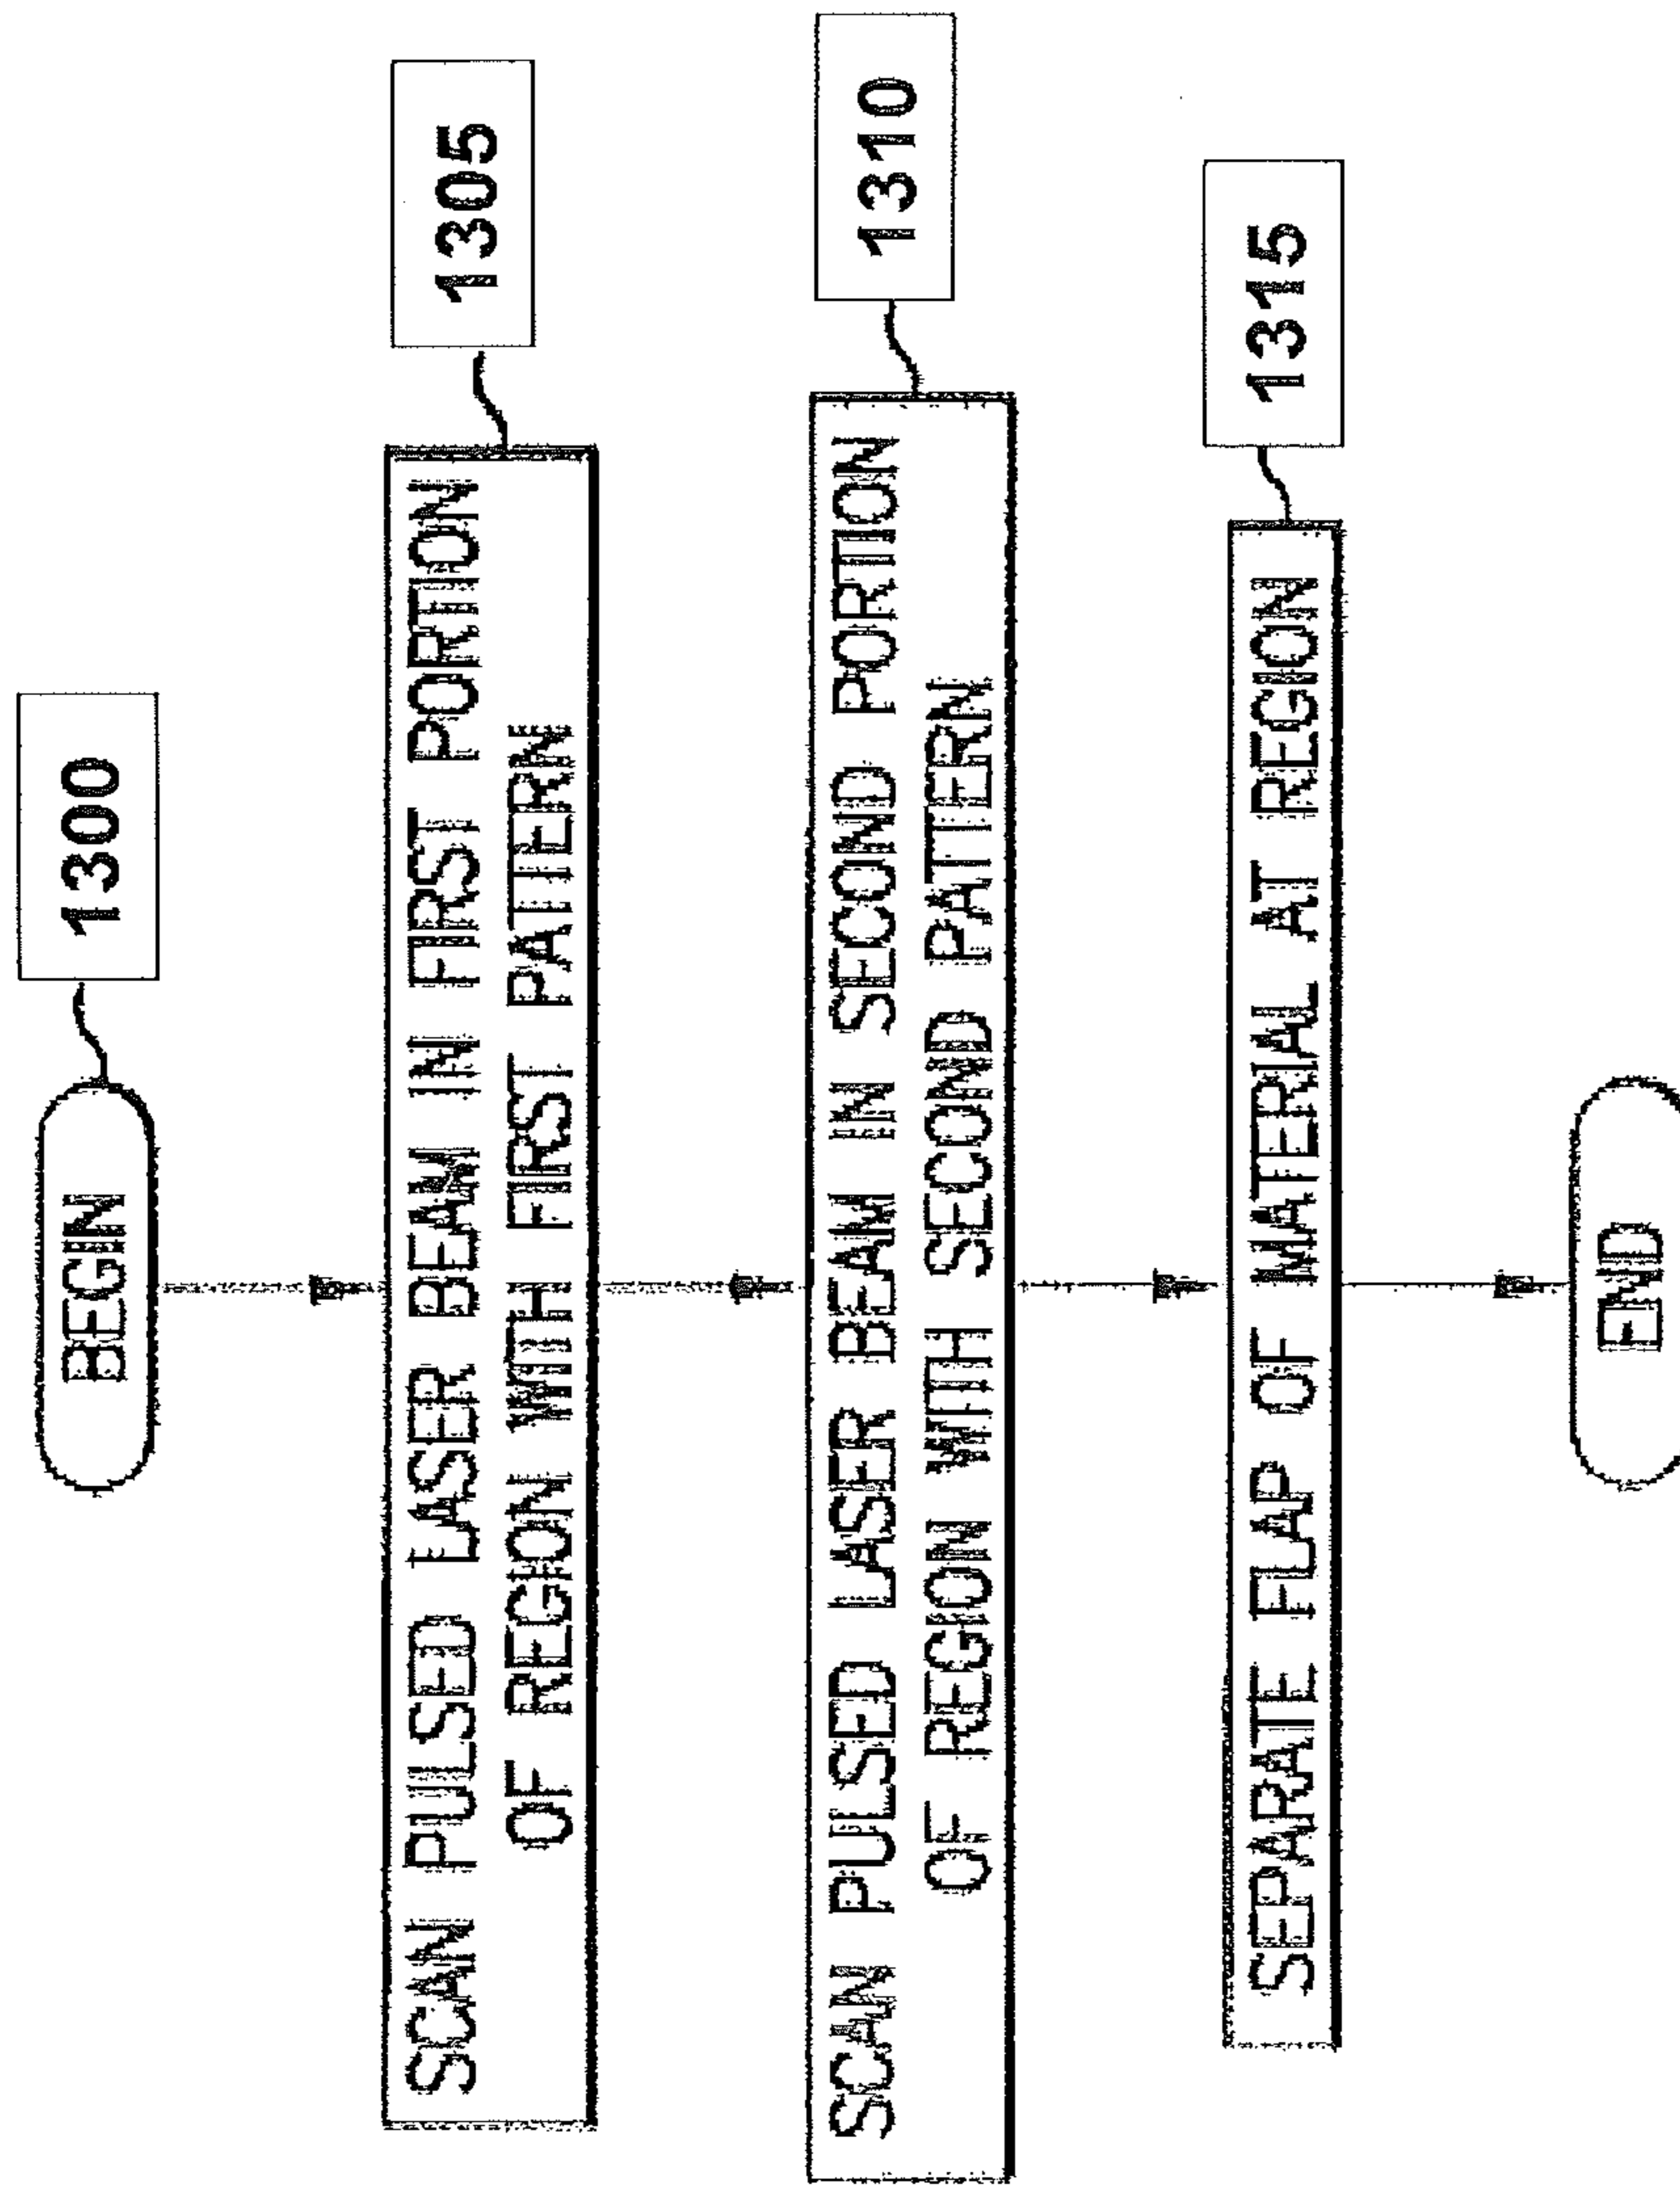 BEGIN
1300
SCAN PULSED LASER BEAM IN FIRST PORTION
OF REGION WITH FIRST PATTERN
1305
SCAN PULSED LASER BEAM IN SECOND PORTION
OF REGION WITH SECOND PATTERN
1310
SEPARATE FLAP OF MATERIAL AT REGION
1315
END